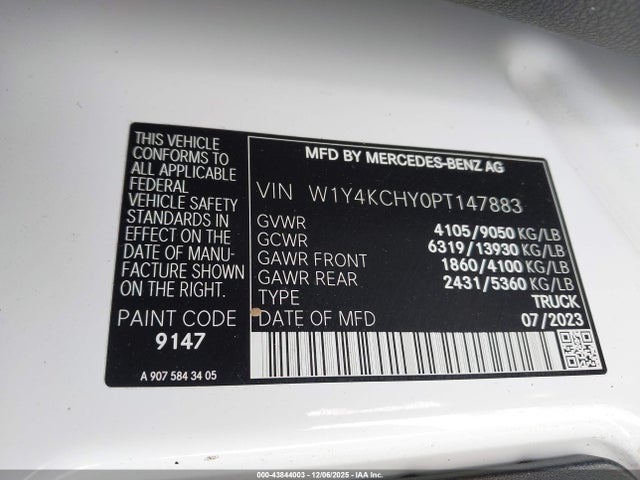 THIS VEHICLE
CONFORMS TO
ALL APPLICABLE
FEDERAL MOTOR
VEHICLE SAFETY
STANDARDS IN
EFFECT ON THE
DATE OF MANU-
FACTURE SHOWN
ON THE RIGHT.
PAINT CODE
9147
A 907 584 34 05
MFD BY MERCEDES-BENZ AG
VIN W1Y4KCHY0PT147883
GVWR 4105/9050 KG/LB
GCWR 6319/13930 KG/LB
GAWR FRONT 1860/4100 KG/LB
GAWR REAR 2431/5360 KG/LB
TYPE TRUCK
DATE OF MFD 07/2023
000-43844003 - 12/06/2025 - IAA Inc.